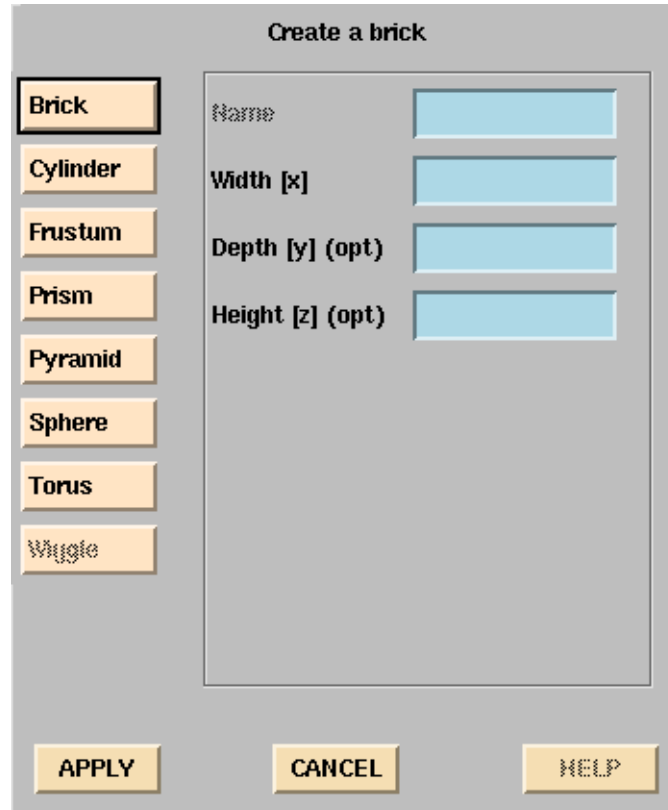 Create a brick
Brick
Cylinder
Frustum
Prism
Pyramid
Sphere
Torus
Wiggle
Name
Width [x]
Depth [y] (opt)
Height [z] (opt)
APPLY
CANCEL
HELP